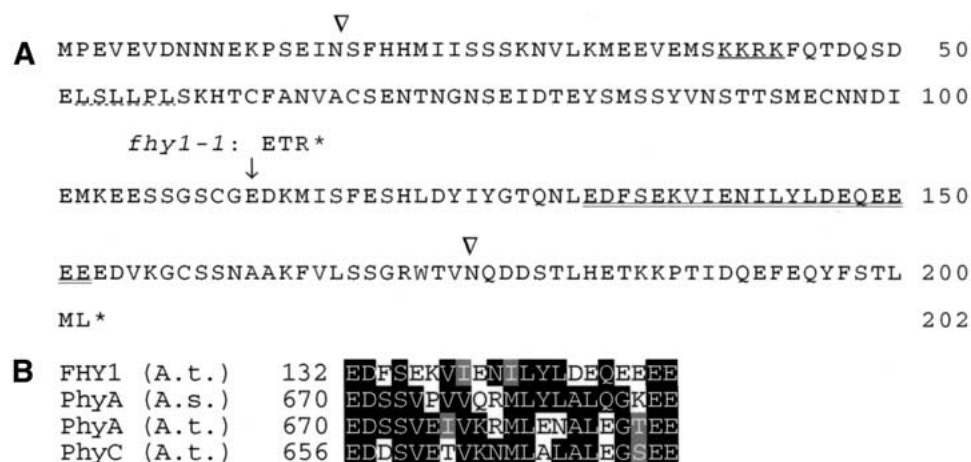 A
MPEVEVDNNNEKPSEINSFHHMIISSSKNVLKMEEVEMSKKRKFQTDQSD 50
ELSLLPLSKHTCFANVACSENTNGNSEIDTEYSMSSYVNSTTSMECNNDI 100
fhy1-1: ETR*
EMKEESSGSCGEDKMISFESHLDYIYGTQNLEDFSEKVIENILYLDEQEE 150
EEEDVKGCSSNAAKFVLSSGRWTVNQDDSTLHETKKPTIDQEFEQYFSTL 200
ML* 202
B FHY1 (A.t.) 132 EDFSEKVIENILYLDEQEEEE
PhyA (A.s.) 670 EDSSVPVVQRMLYLALQGKEE
PhyA (A.t.) 670 EDSSVEIVKRMLENALEGTEE
PhyC (A.t.) 656 EDDSVETVKNMLALALEGSEE